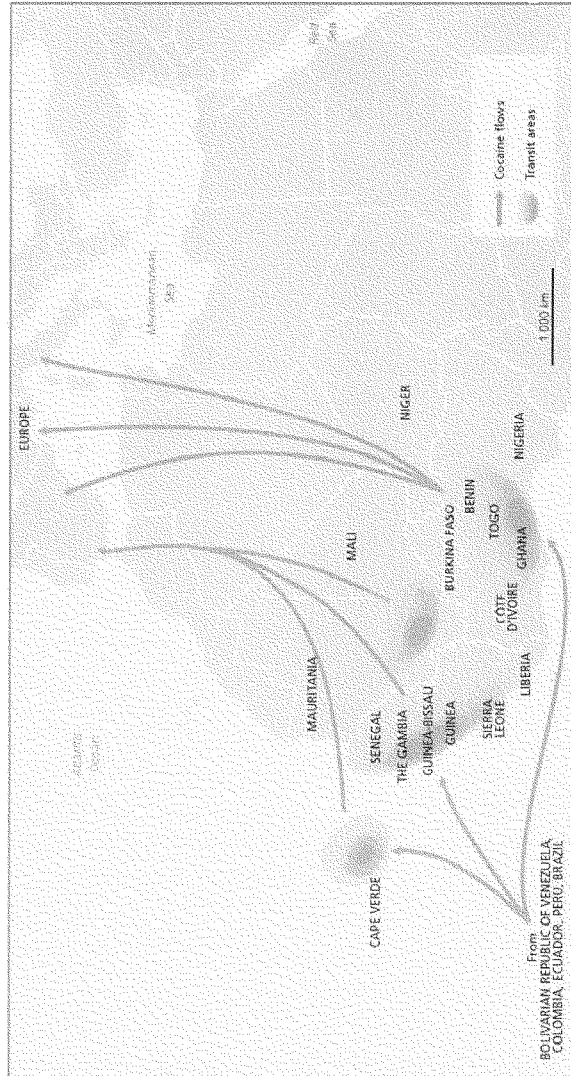 EUROPE
Red
Sea
Mediterranean
Sea
Atlantic
Ocean
MAURITANIA
MALI
NIGER
CAPE VERDE
SENEGAL
THE GAMBIA
GUINEA-BISSAU
GUINEA
SIERRA
LEONE
LIBERIA
CÔTE
D'IVOIRE
BURKINA FASO
GHANA
TOGO
BENIN
NIGERIA
From
BOLIVARIAN REPUBLIC OF VENEZUELA,
COLOMBIA, ECUADOR, PERU, BRAZIL
Cocaine flows
Transit areas
1 000 km